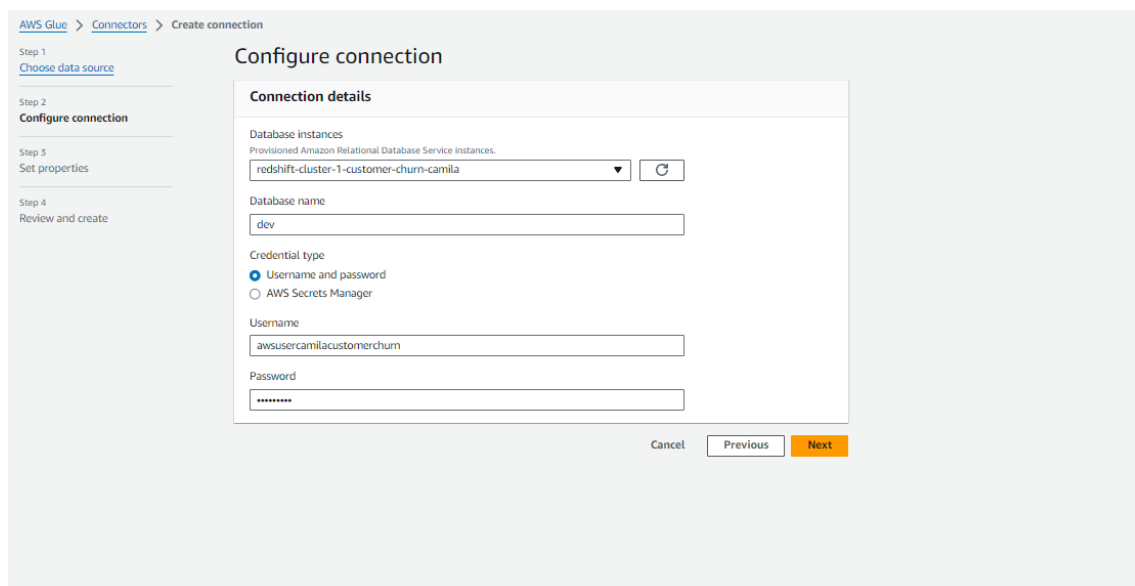 AWS Glue > Connectors > Create connection
Step 1
Choose data source
Step 2
Configure connection
Step 3
Set properties
Step 4
Review and create
Configure connection
Connection details
Database instances
Provisioned Amazon Relational Database Service instances.
redshift-cluster-1-customer-churn-camila
Database name
dev
Credential type
Username and password
AWS Secrets Manager
Username
awsusercamilacustomerchurn
Password
•••••••••
Cancel Previous Next